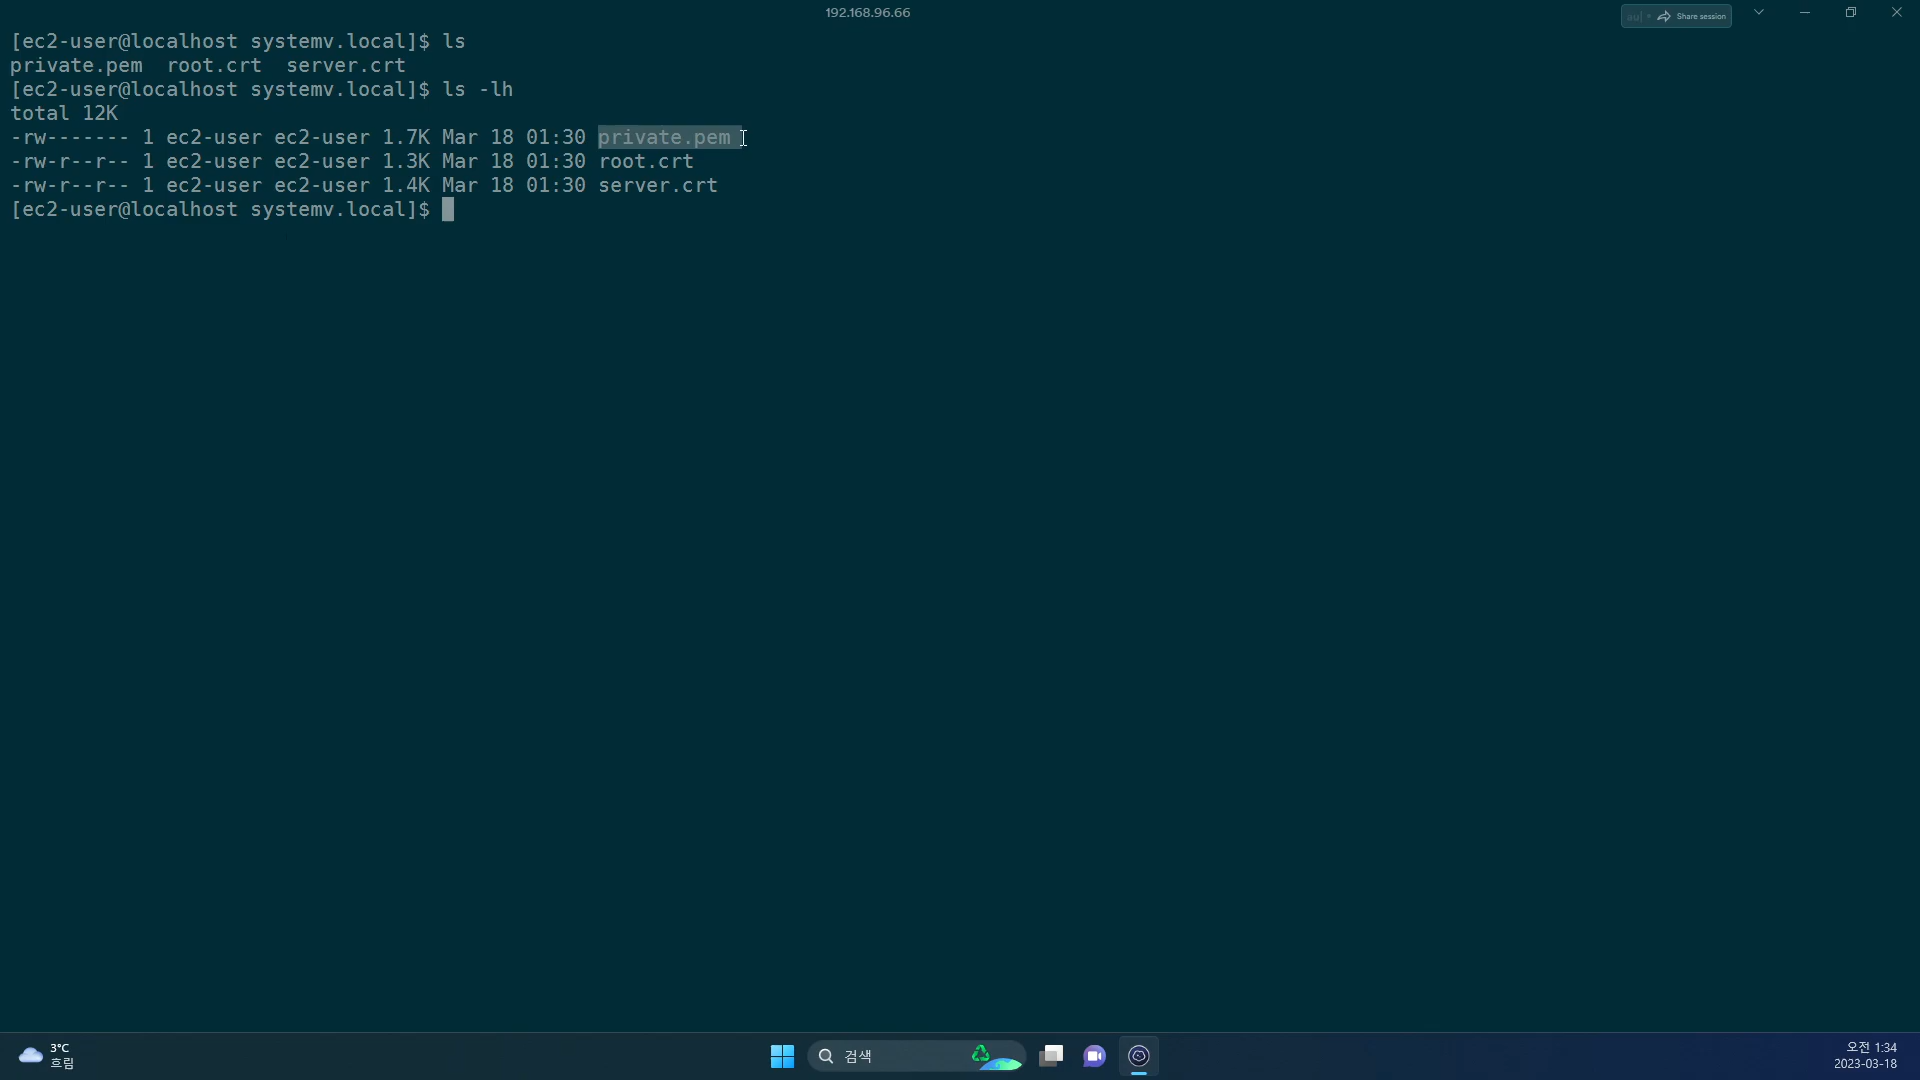 192.168.96.66
Share session
[ec2-user@localhost systemv.local]$ ls
private.pem  root.crt  server.crt
[ec2-user@localhost systemv.local]$ ls -lh
total 12K
-rw------- 1 ec2-user ec2-user 1.7K Mar 18 01:30 private.pem
-rw-r--r-- 1 ec2-user ec2-user 1.3K Mar 18 01:30 root.crt
-rw-r--r-- 1 ec2-user ec2-user 1.4K Mar 18 01:30 server.crt
[ec2-user@localhost systemv.local]$
3°C
흐림
검색
오전 1:34
2023-03-18